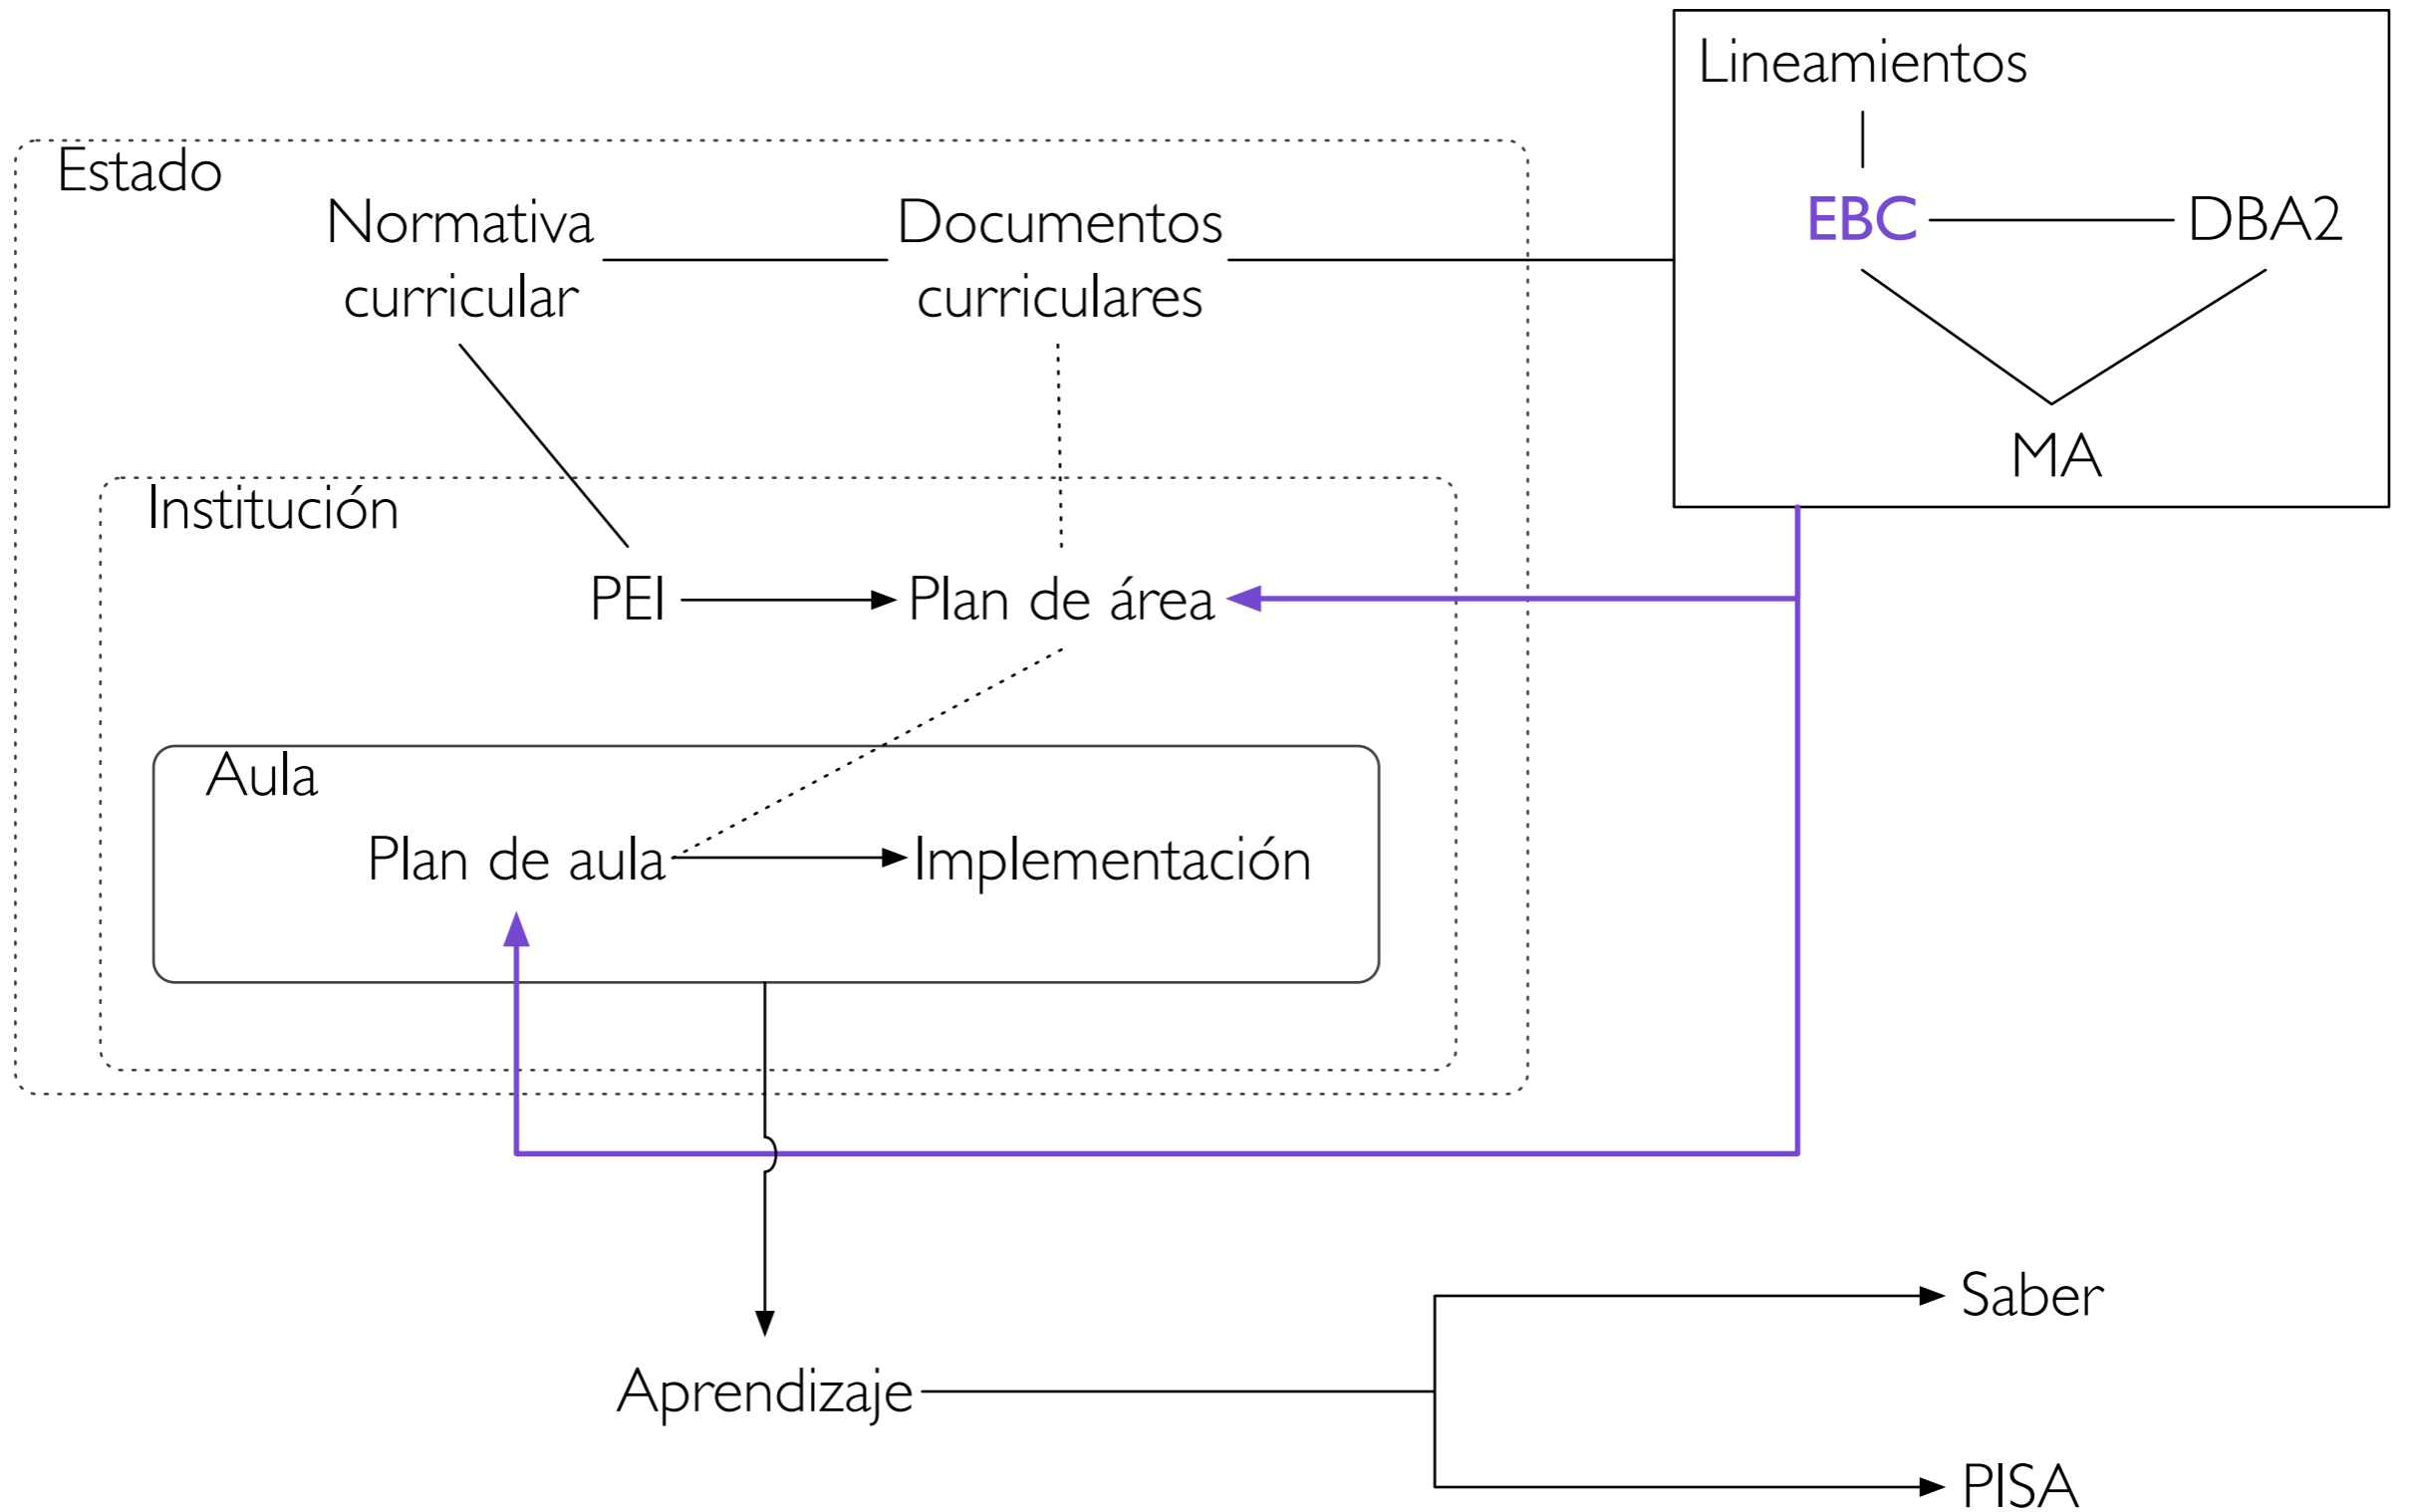 Lineamientos
EBC
DBA2
MA
Estado
Normativa
curricular
Documentos
curriculares
Institución
PEI
Plan de área
Aula
Plan de aula
Implementación
Aprendizaje
Saber
PISA